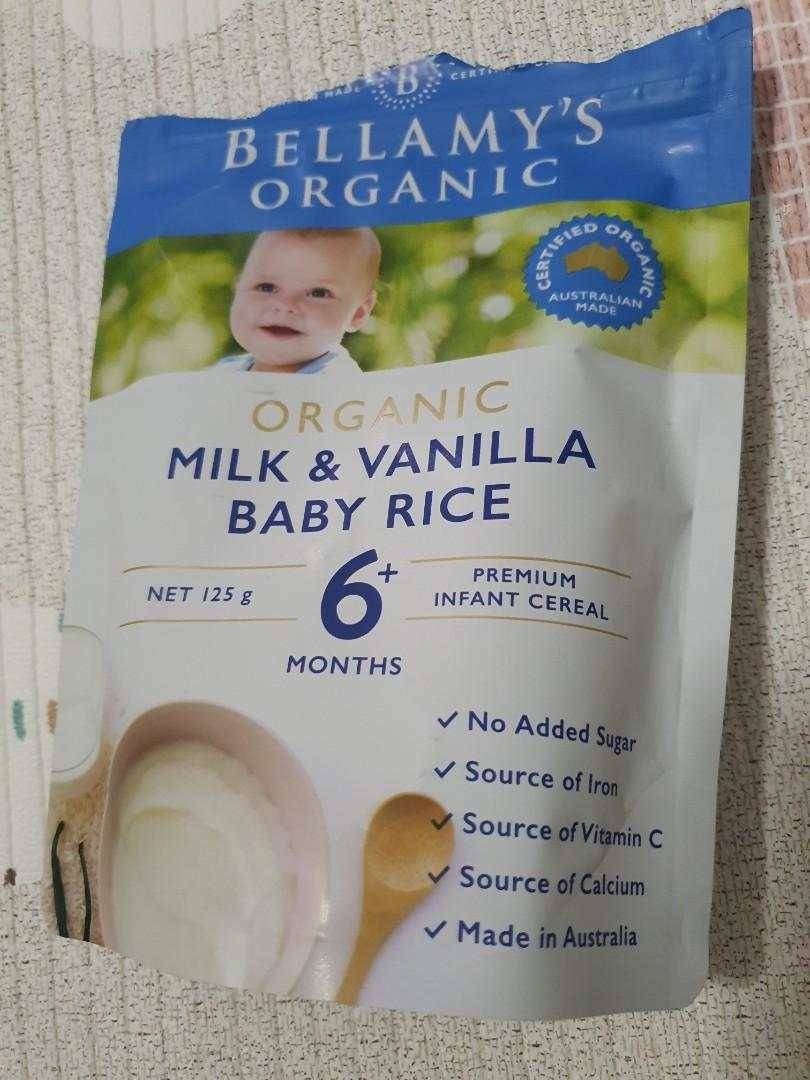 MADE
B
BELLAMY'S
ORGANIC
CERTIFIED ORGANIC
AUSTRALIAN
MADE
ORGANIC
MILK & VANILLA
BABY RICE
NET 125 g
6+
MONTHS
PREMIUM
INFANT CEREAL
✓ No Added Sugar
✓ Source of Iron
✓ Source of Vitamin C
✓ Source of Calcium
✓ Made in Australia